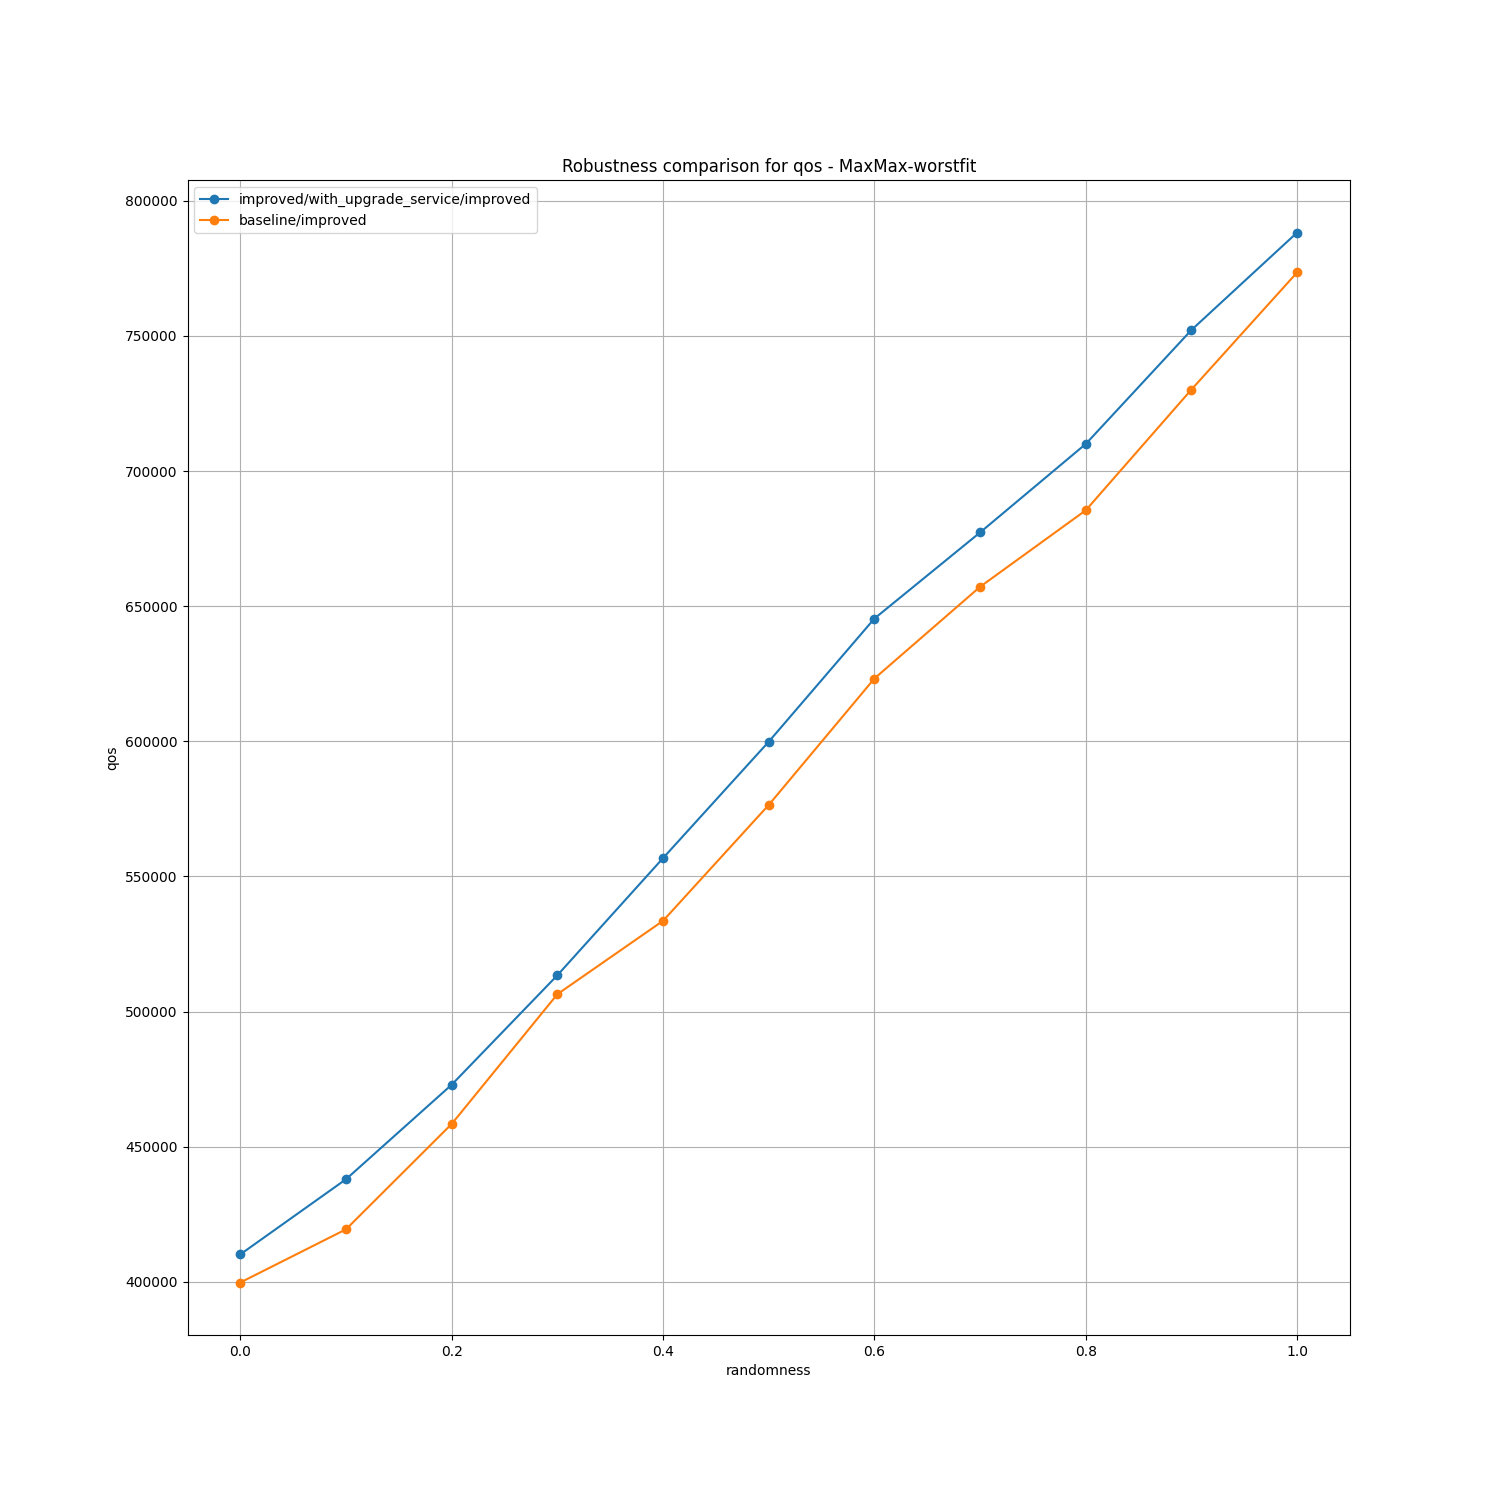 Robustness comparison for qos - MaxMax-worstfit
improved/with_upgrade_service/improved
baseline/improved
800000
750000
700000
650000
600000
550000
500000
450000
400000
qos
0.0 0.2 0.4 0.6 0.8 1.0
randomness